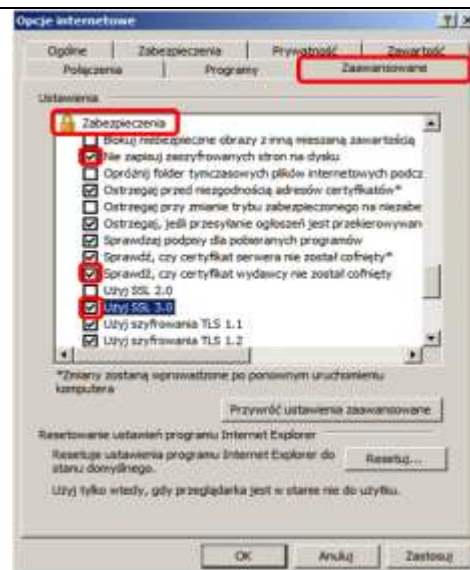 Opcje internetowe
Ogólne Zabezpieczenia Prywatność Zawartość
Połączenia Programy Zaawansowane
Ustawienia
Zabezpieczenia
Blokuj niebezpieczne obrazy z inną mieszaną zawartością
Nie zapisuj zaszyfrowanych stron na dysku
Opróżnij folder tymczasowych plików internetowych podcz
Ostrzegaj przed niezgodnością adresów certyfikatów*
Ostrzegaj przy zmianie trybu zabezpieczonego na niezabe
Ostrzegaj, jeśli przesyłanie ogłoszeń jest przekierowywan
Sprawdzaj podpisy dla pobieranych programów
Sprawdź, czy certyfikat serwera nie został cofnięty*
Sprawdź, czy certyfikat wydawcy nie został cofnięty
Użyj SSL 2.0
Użyj SSL 3.0
Użyj szyfrowania TLS 1.1
Użyj szyfrowania TLS 1.2
*Zmiany zostaną wprowadzone po ponownym uruchomieniu
komputera
Przywróć ustawienia zaawansowane
Resetowanie ustawień programu Internet Explorer
Resetuje ustawienia programu Internet Explorer do
stanu domyślnego.
Resetuj...
Użyj tylko wtedy, gdy przeglądarka jest w stanie nie do użytku.
OK Anuluj Zastosuj